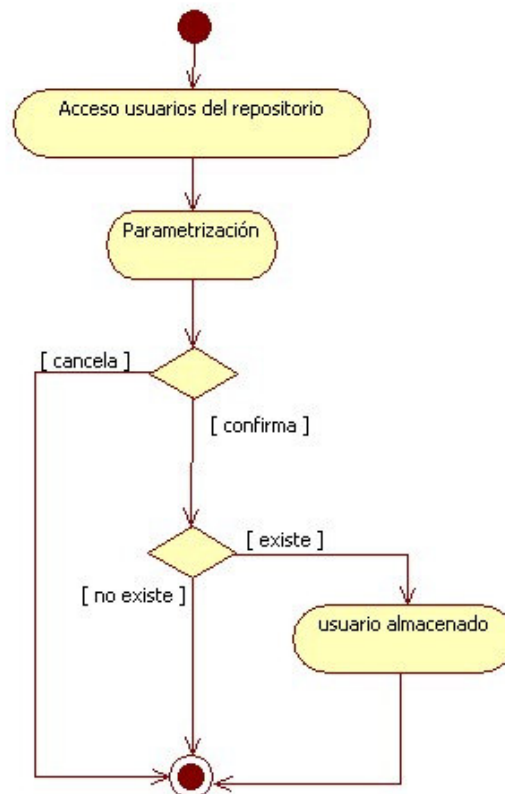 Acceso usuarios del repositorio
Parametrización
[ cancela ]
[ confirma ]
[ existe ]
[ no existe ]
usuario almacenado